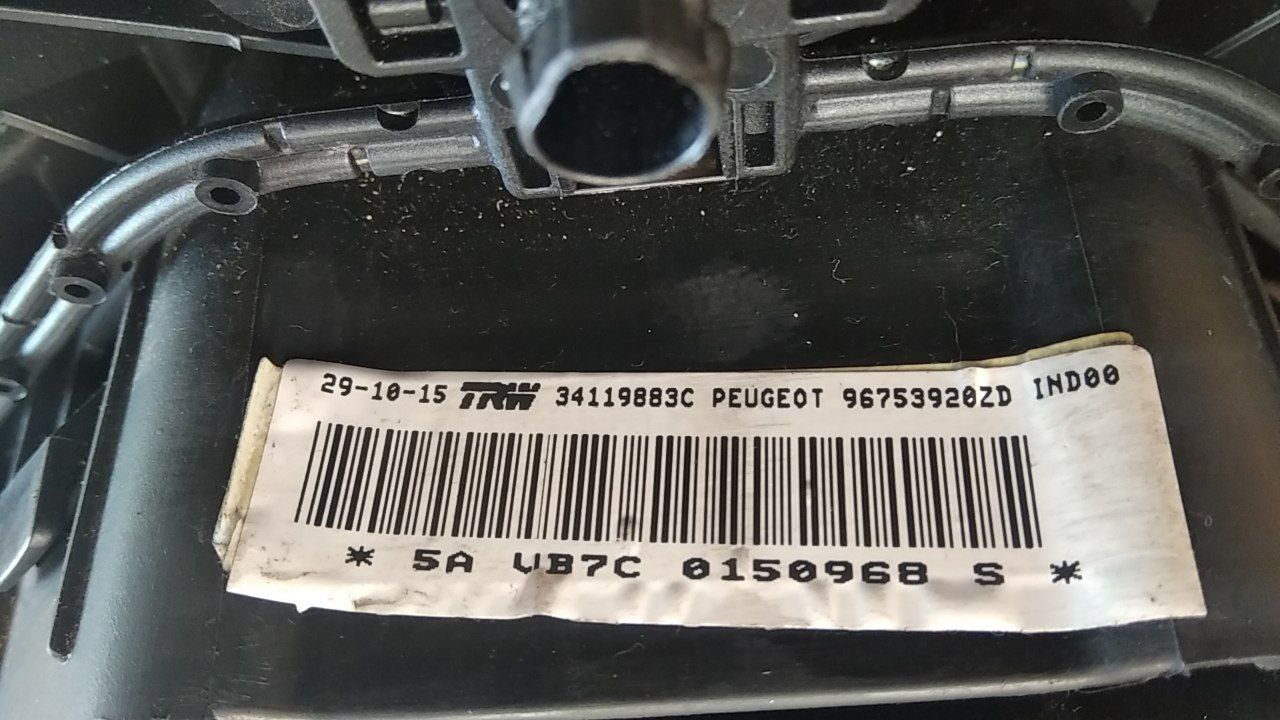 29-10-15 TRW 34119883C PEUGEOT 96753920ZD IND00
* 5A VB7C 0150968 S *